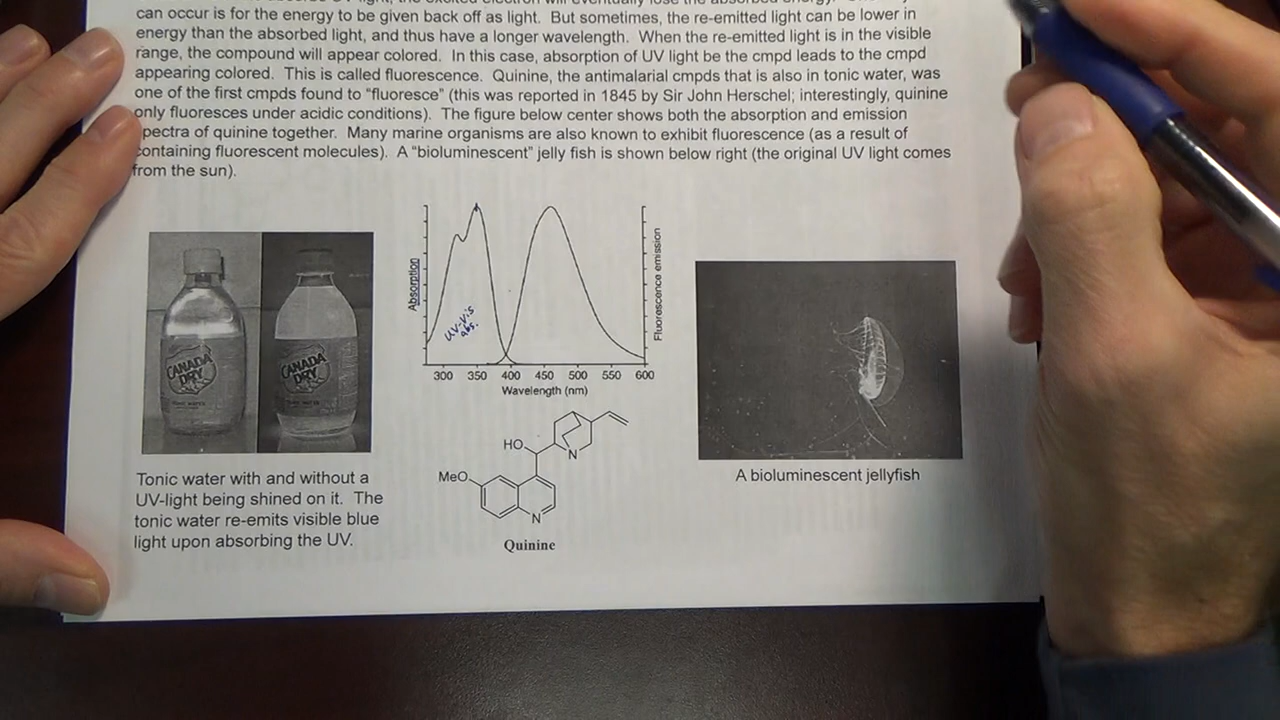 can occur is for the energy to be given back off as light. But sometimes, the re-emitted light can be lower in
energy than the absorbed light, and thus have a longer wavelength. When the re-emitted light is in the visible
range, the compound will appear colored. In this case, absorption of UV light be the cmpd leads to the cmpd
appearing colored. This is called fluorescence. Quinine, the antimalarial cmpds that is also in tonic water, was
one of the first cmpds found to "fluoresce" (this was reported in 1845 by Sir John Herschel; interestingly, quinine
only fluoresces under acidic conditions). The figure below center shows both the absorption and emission
spectra of quinine together. Many marine organisms are also known to exhibit fluorescence (as a result of
containing fluorescent molecules). A "bioluminescent" jelly fish is shown below right (the original UV light comes
from the sun).
CANADA
DRY
TONIC WATER
CANADA
DRY
Absorption
UV-Vis
abs.
Fluorescence emission
300 350 400 450 500 550 600
Wavelength (nm)
HO
N
MeO
N
Quinine
Tonic water with and without a
UV-light being shined on it. The
tonic water re-emits visible blue
light upon absorbing the UV.
A bioluminescent jellyfish